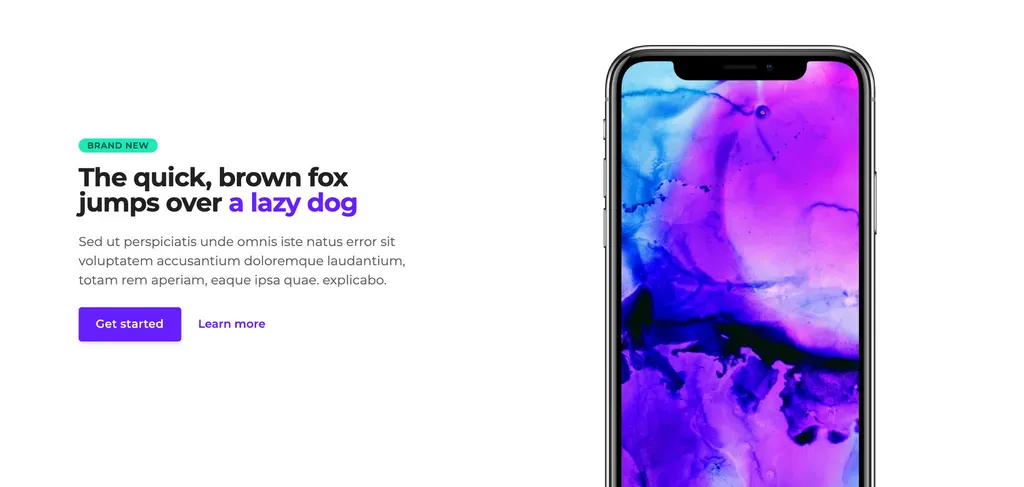 BRAND NEW
The quick, brown fox
jumps over a lazy dog
Sed ut perspiciatis unde omnis iste natus error sit
voluptatem accusantium doloremque laudantium,
totam rem aperiam, eaque ipsa quae. explicabo.
Get started
Learn more